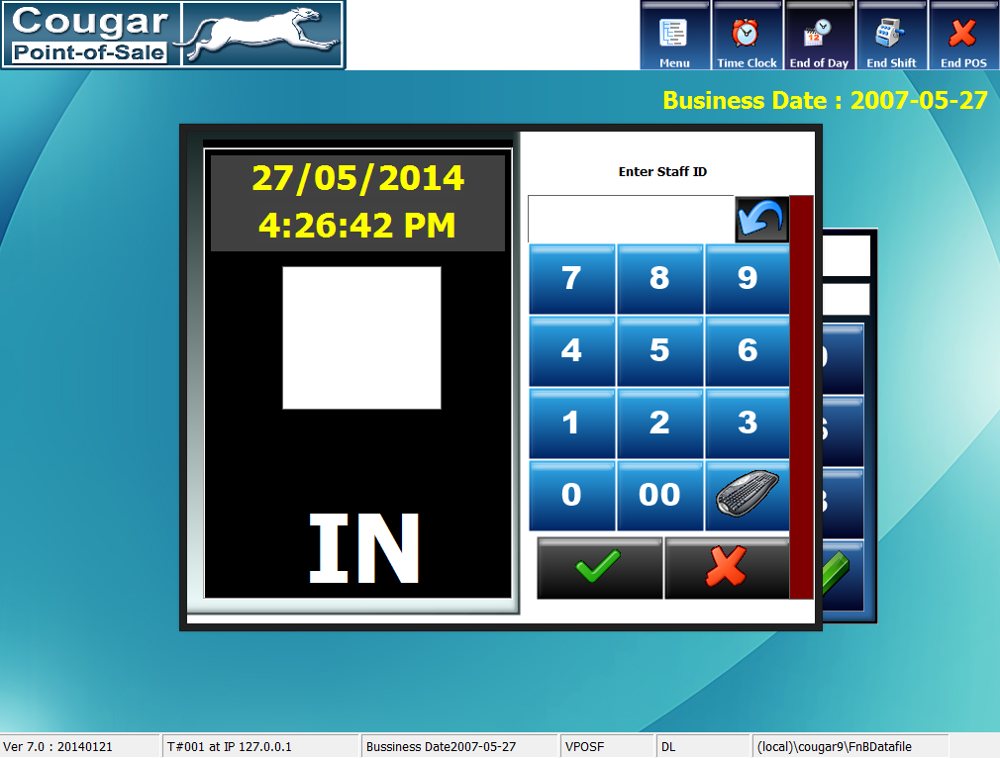 Cougar
Point-of-Sale
Menu
Time Clock
12
End of Day
End Shift
End POS
Business Date : 2007-05-27
27/05/2014
4:26:42 PM
IN
Enter Staff ID
7 8 9
4 5 6
1 2 3
0 00
Ver 7.0 : 20140121
T#001 at IP 127.0.0.1
Bussiness Date2007-05-27
VPOSF
DL
(local)\cougar9\FnBDatafile